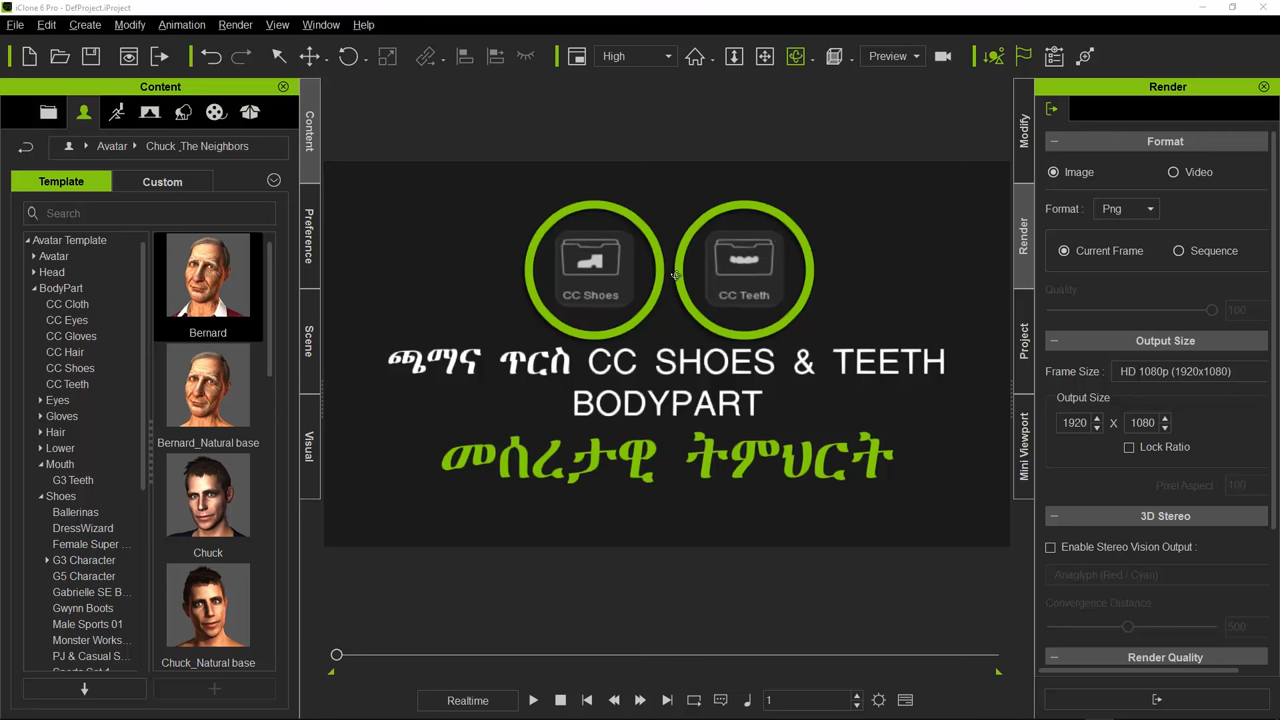 iClone 6 Pro - DefProject.iProject
File Edit Create Modify Animation Render View Window Help
High
Preview
Content
Render
Avatar Chuck _The Neighbors
Template Custom
Search
Avatar Template
Avatar
Head
BodyPart
CC Cloth
CC Eyes
CC Gloves
CC Hair
CC Shoes
CC Teeth
Eyes
Gloves
Hair
Lower
Mouth
G3 Teeth
Shoes
Ballerinas
DressWizard
Female Super ...
G3 Character
G5 Character
Gabrielle SE B...
Gwynn Boots
Male Sports 01
Monster Works...
PJ & Casual S...
Bernard
Bernard_Natural base
Chuck
Chuck_Natural base
Content
Preference
Scene
Visual
CC Shoes
CC Teeth
ጫማና ጥርስ CC SHOES & TEETH
BODYPART
መሰረታዊ ትምህርት
Realtime
1
Modify
Render
Project
Mini Viewport
Format
Image Video
Format : Png
Current Frame Sequence
Quality
100
Output Size
Frame Size : HD 1080p (1920x1080)
Output Size
1920 X 1080
Lock Ratio
Pixel Aspect 100
3D Stereo
Enable Stereo Vision Output :
Anaglyph (Red / Cyan)
Convergence Distance
500
Render Quality